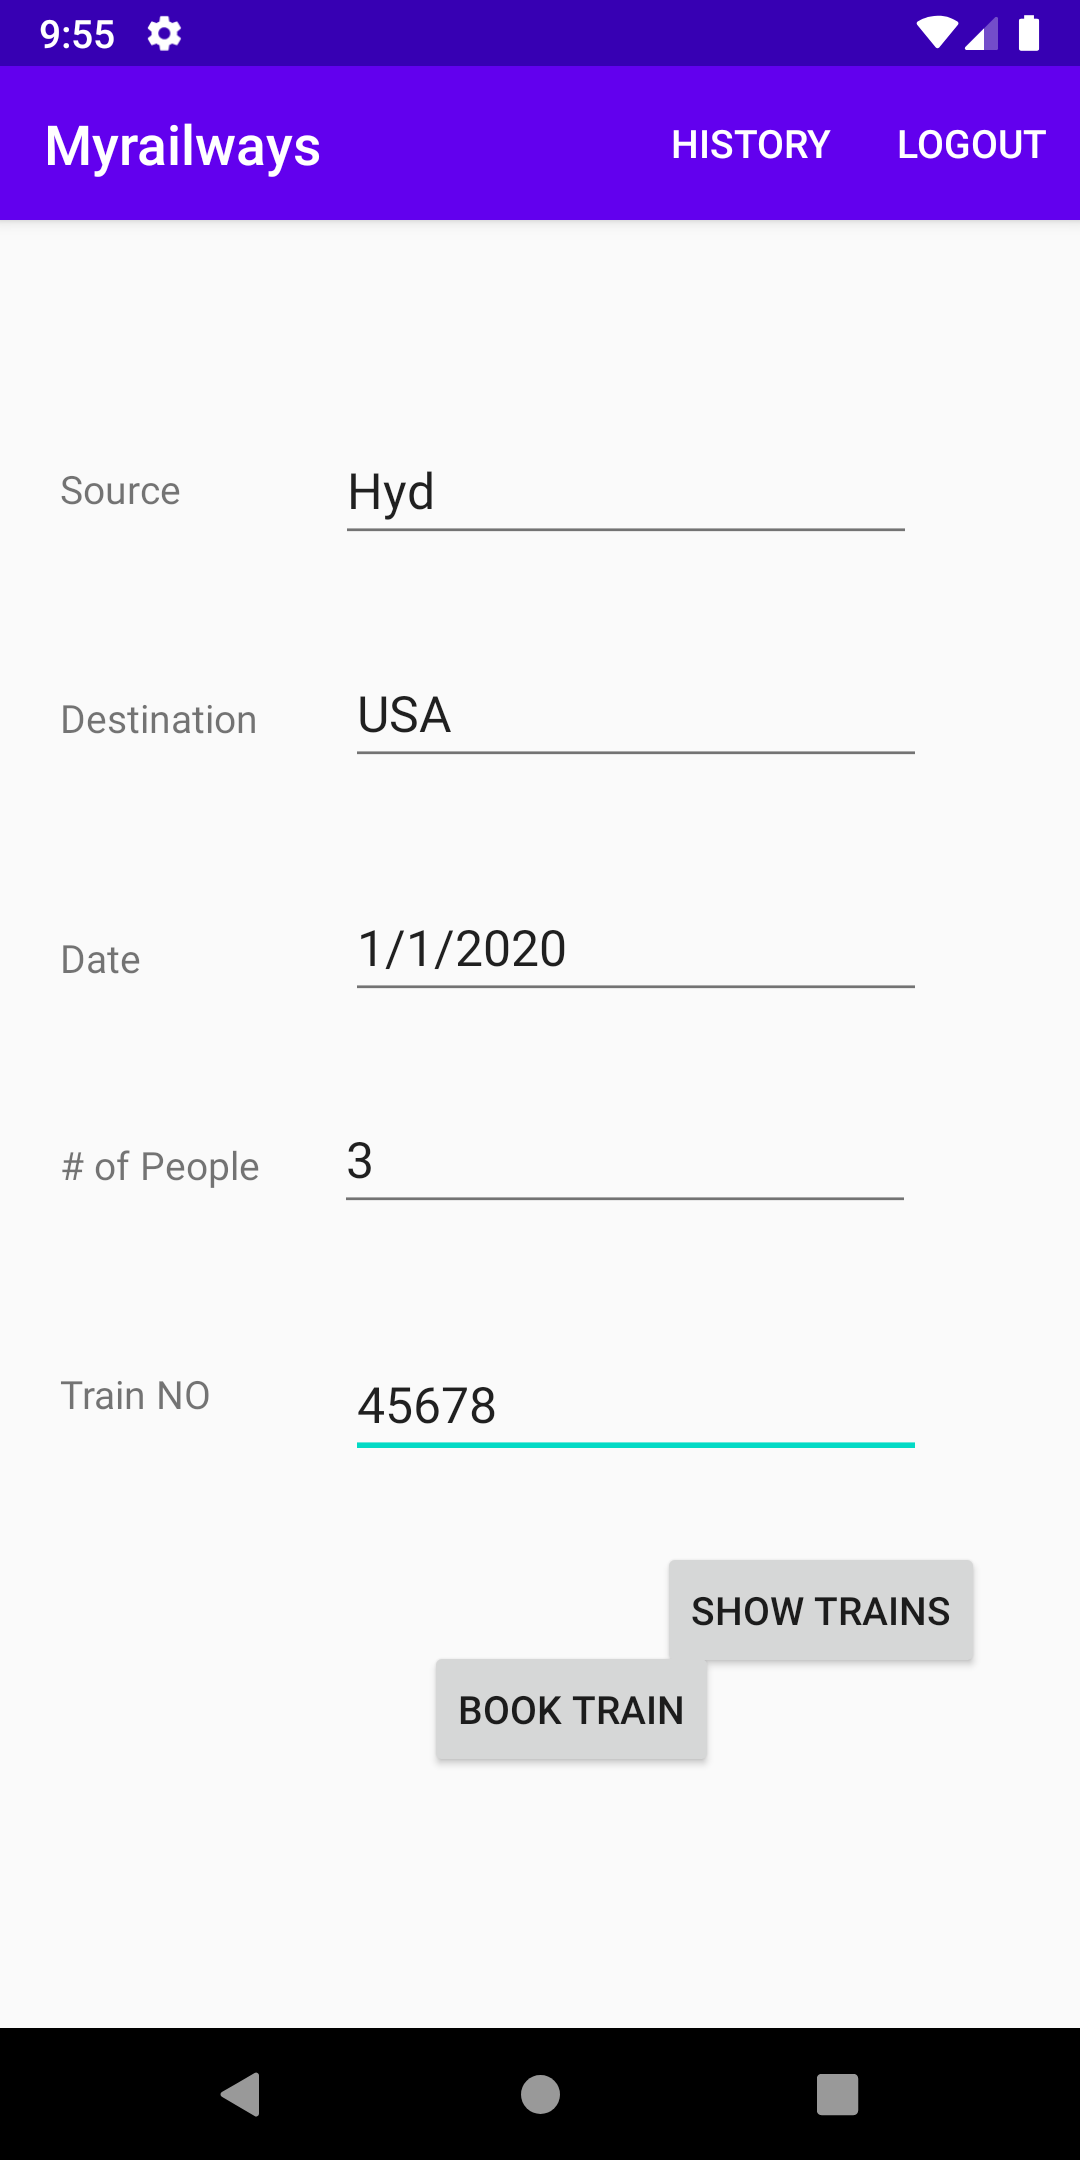 9:55
Myrailways HISTORY LOGOUT
Source Hyd
Destination USA
Date 1/1/2020
# of People 3
Train NO 45678
SHOW TRAINS
BOOK TRAIN